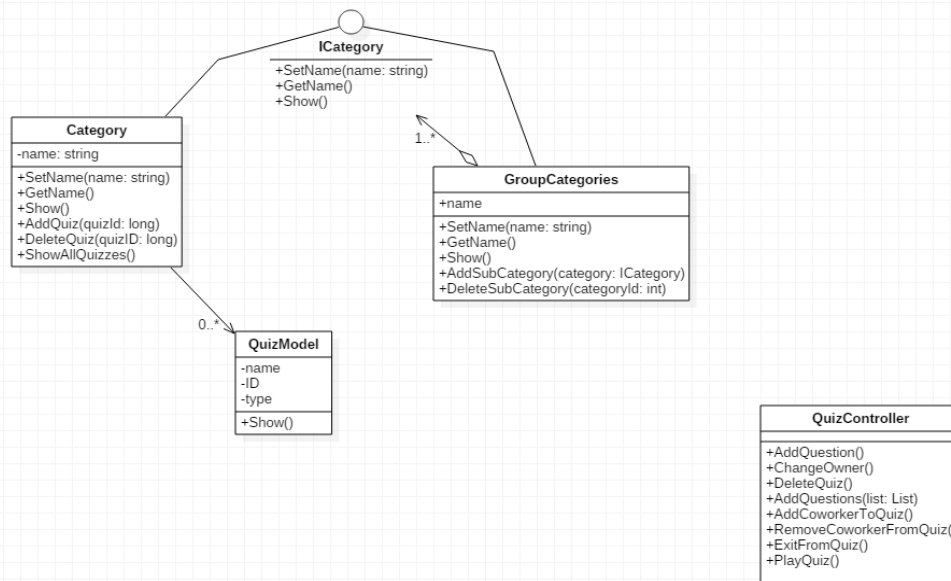 ICategory
+SetName(name: string)
+GetName()
+Show()
1..*
Category
-name: string
+SetName(name: string)
+GetName()
+Show()
+AddQuiz(quizId: long)
+DeleteQuiz(quizID: long)
+ShowAllQuizzes()
GroupCategories
+name
+SetName(name: string)
+GetName()
+Show()
+AddSubCategory(category: ICategory)
+DeleteSubCategory(categoryId: int)
0..*
QuizModel
-name
-ID
-type
+Show()
QuizController
+AddQuestion()
+ChangeOwner()
+DeleteQuiz()
+AddQuestions(list: List)
+AddCoworkerToQuiz()
+RemoveCoworkerFromQuiz(
+ExitFromQuiz()
+PlayQuiz()